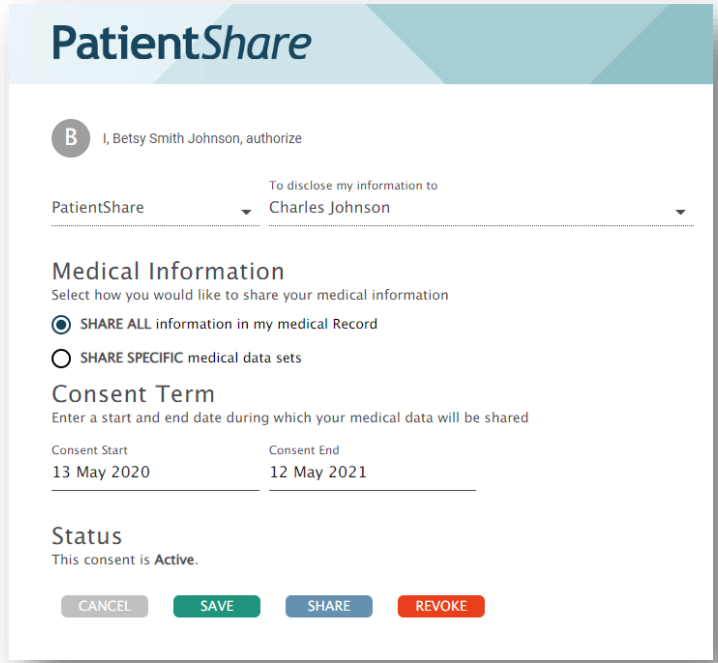 PatientShare
B
I, Betsy Smith Johnson, authorize
To disclose my information to
PatientShare
Charles Johnson
Medical Information
Select how you would like to share your medical information
SHARE ALL information in my medical Record
SHARE SPECIFIC medical data sets
Consent Term
Enter a start and end date during which your medical data will be shared
Consent Start
Consent End
13 May 2020
12 May 2021
Status
This consent is Active.
CANCEL
SAVE
SHARE
REVOKE